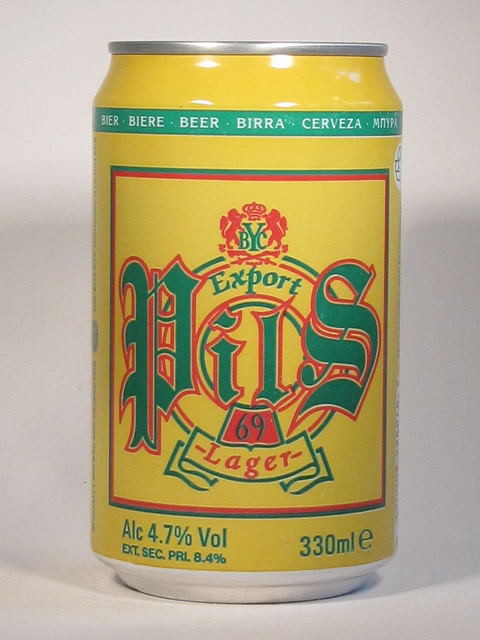 BIER · BIERE · BEER · BIRRA · CERVEZA · ΜΠΥΡΑ
BYC
Export
Pils
69
-Lager-
Alc 4.7% Vol
EXT. SEC. PRI. 8.4%
330ml e